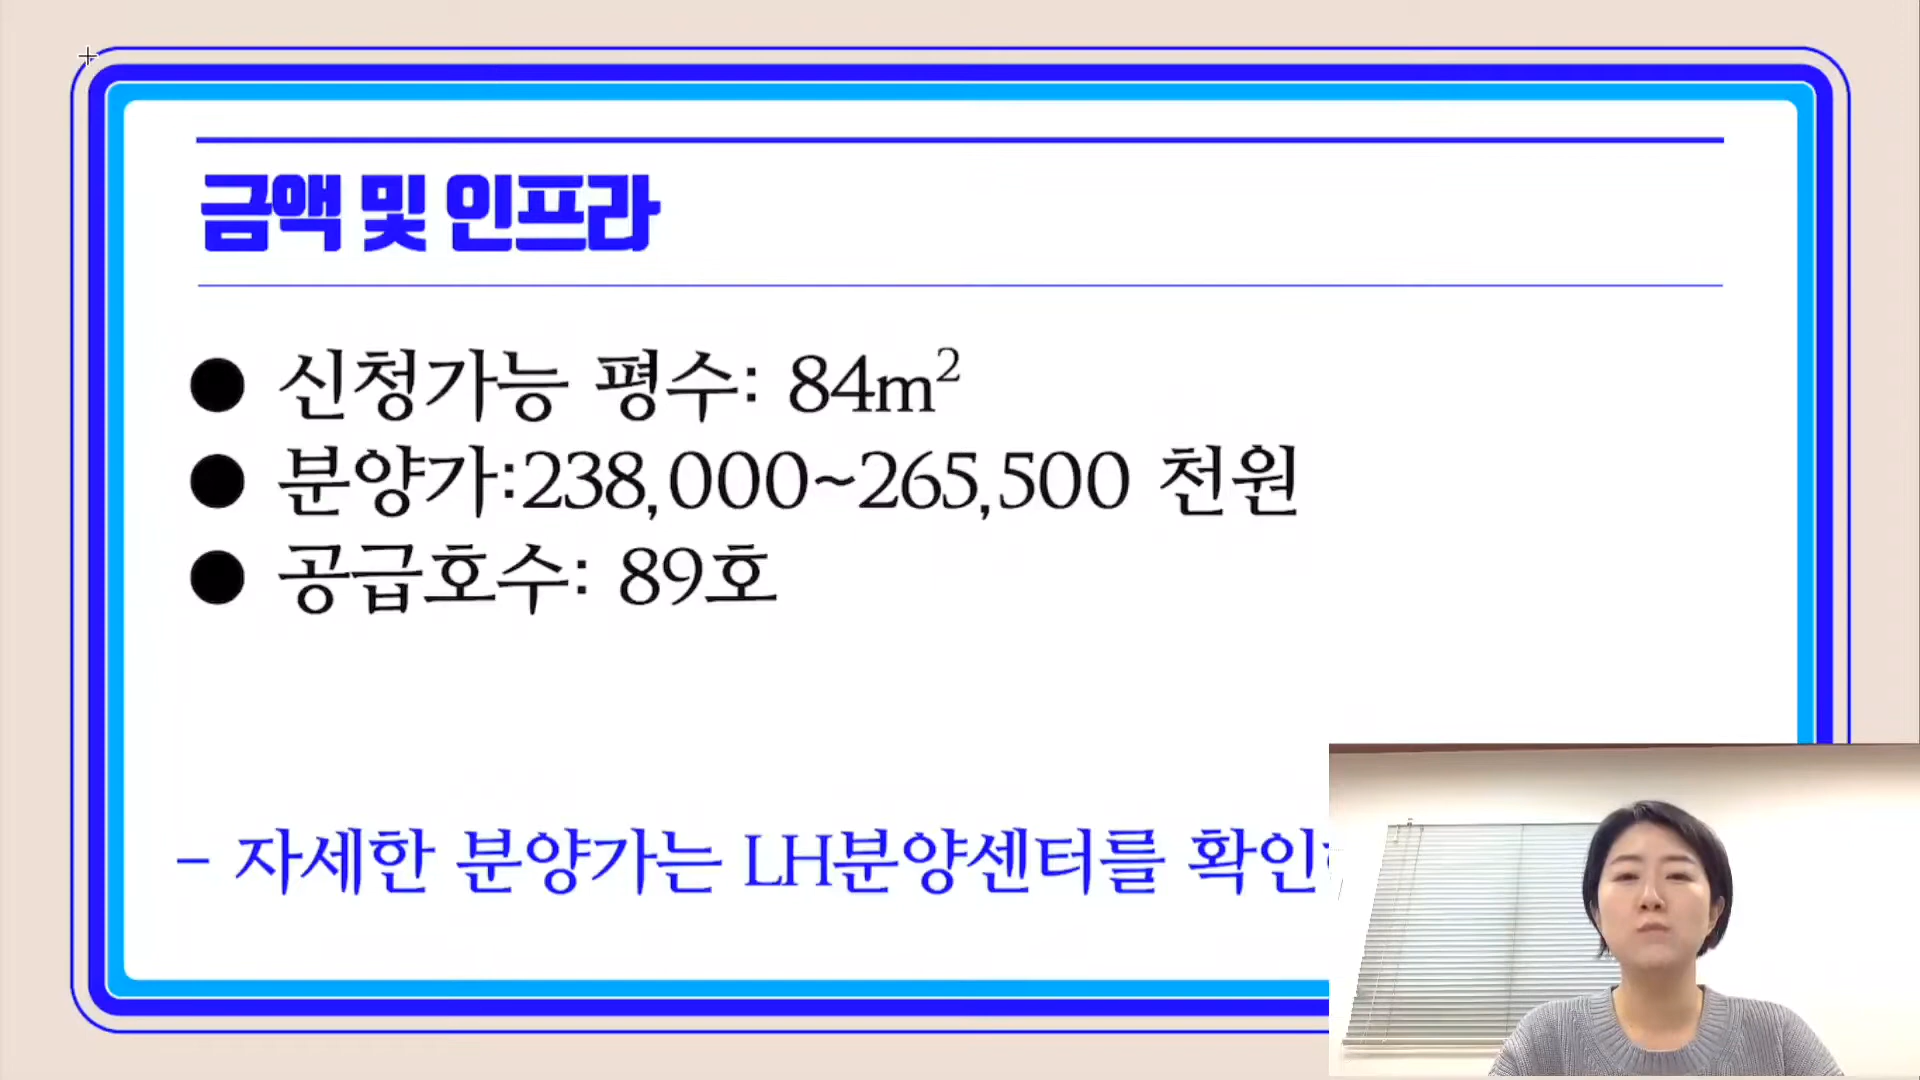 금액 및 인프라
● 신청가능 평수: 84m²
● 분양가:238,000~265,500 천원
● 공급호수: 89호
– 자세한 분양가는 LH분양센터를 확인